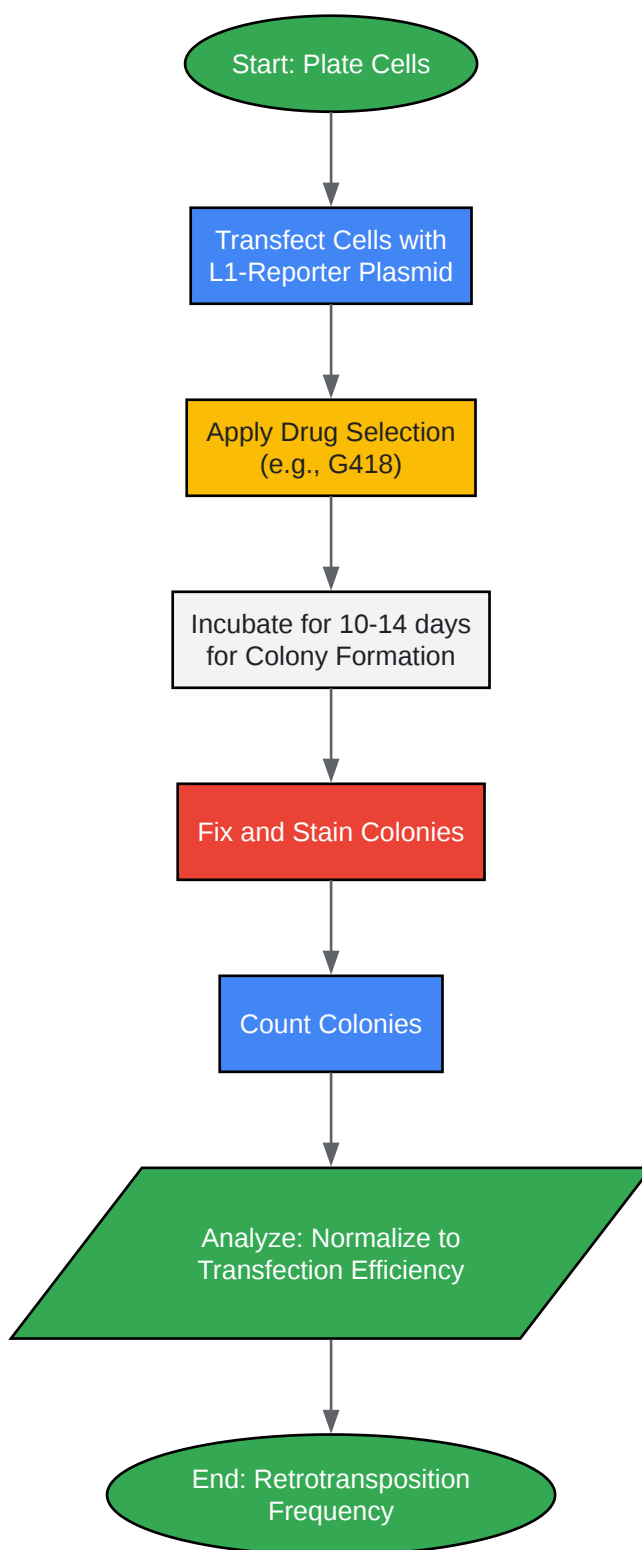 Start: Plate Cells
Transfect Cells with
L1-Reporter Plasmid
Apply Drug Selection
(e.g., G418)
Incubate for 10-14 days
for Colony Formation
Fix and Stain Colonies
Count Colonies
Analyze: Normalize to
Transfection Efficiency
End: Retrotransposition
Frequency